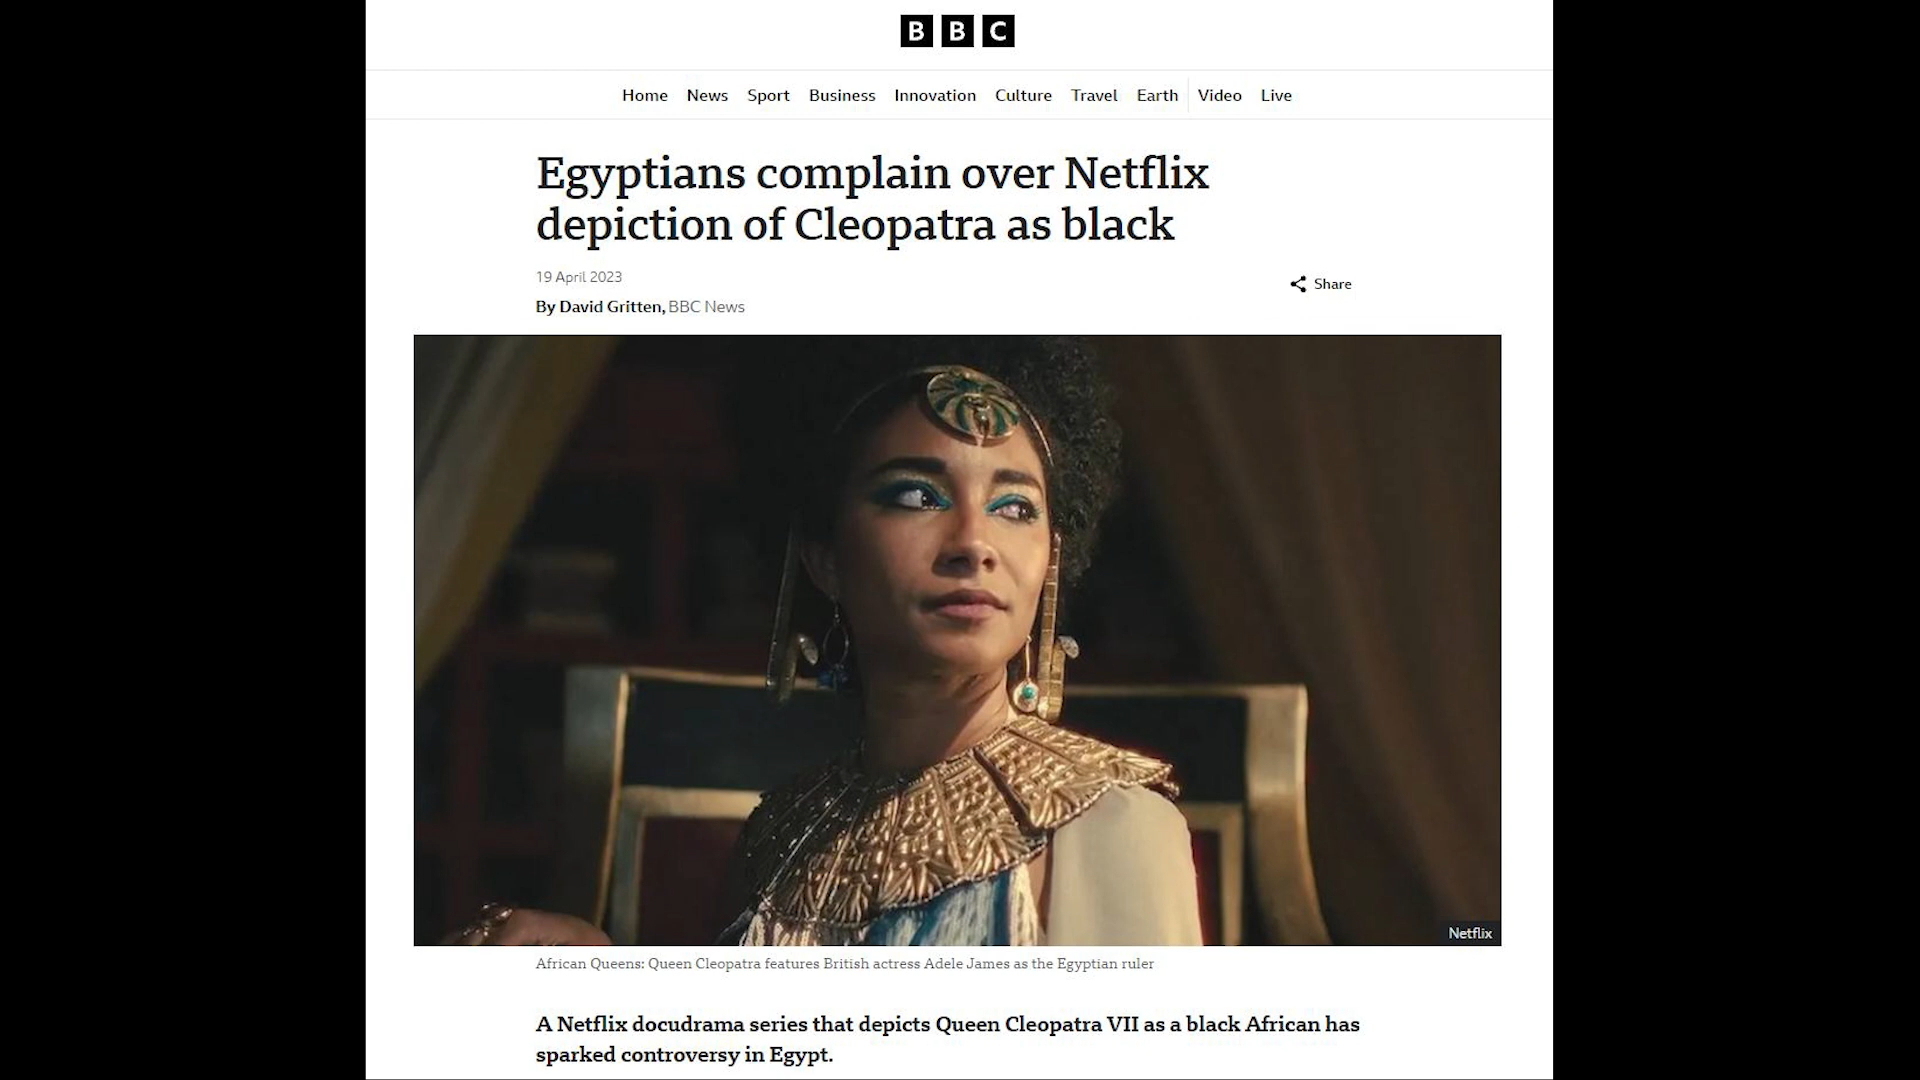 BBC
Home News Sport Business Innovation Culture Travel Earth Video Live
Egyptians complain over Netflix
depiction of Cleopatra as black
19 April 2023
Share
By David Gritten, BBC News
Netflix
African Queens: Queen Cleopatra features British actress Adele James as the Egyptian ruler
A Netflix docudrama series that depicts Queen Cleopatra VII as a black African has
sparked controversy in Egypt.